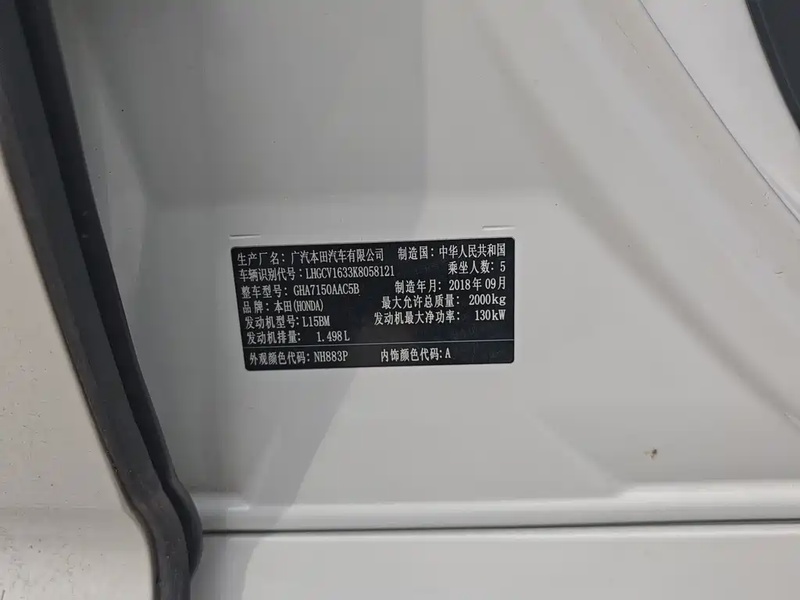 生产厂名：广汽本田汽车有限公司 制造国：中华人民共和国
车辆识别代号：LHGCV1633K8058121 乘坐人数：5
整车型号：GHA7150AAC5B 制造年月：2018年09月
品牌：本田(HONDA) 最大允许总质量：2000kg
发动机型号：L15BM 发动机最大净功率：130kW
发动机排量：1.498L
外观颜色代码：NH883P 内饰颜色代码：A